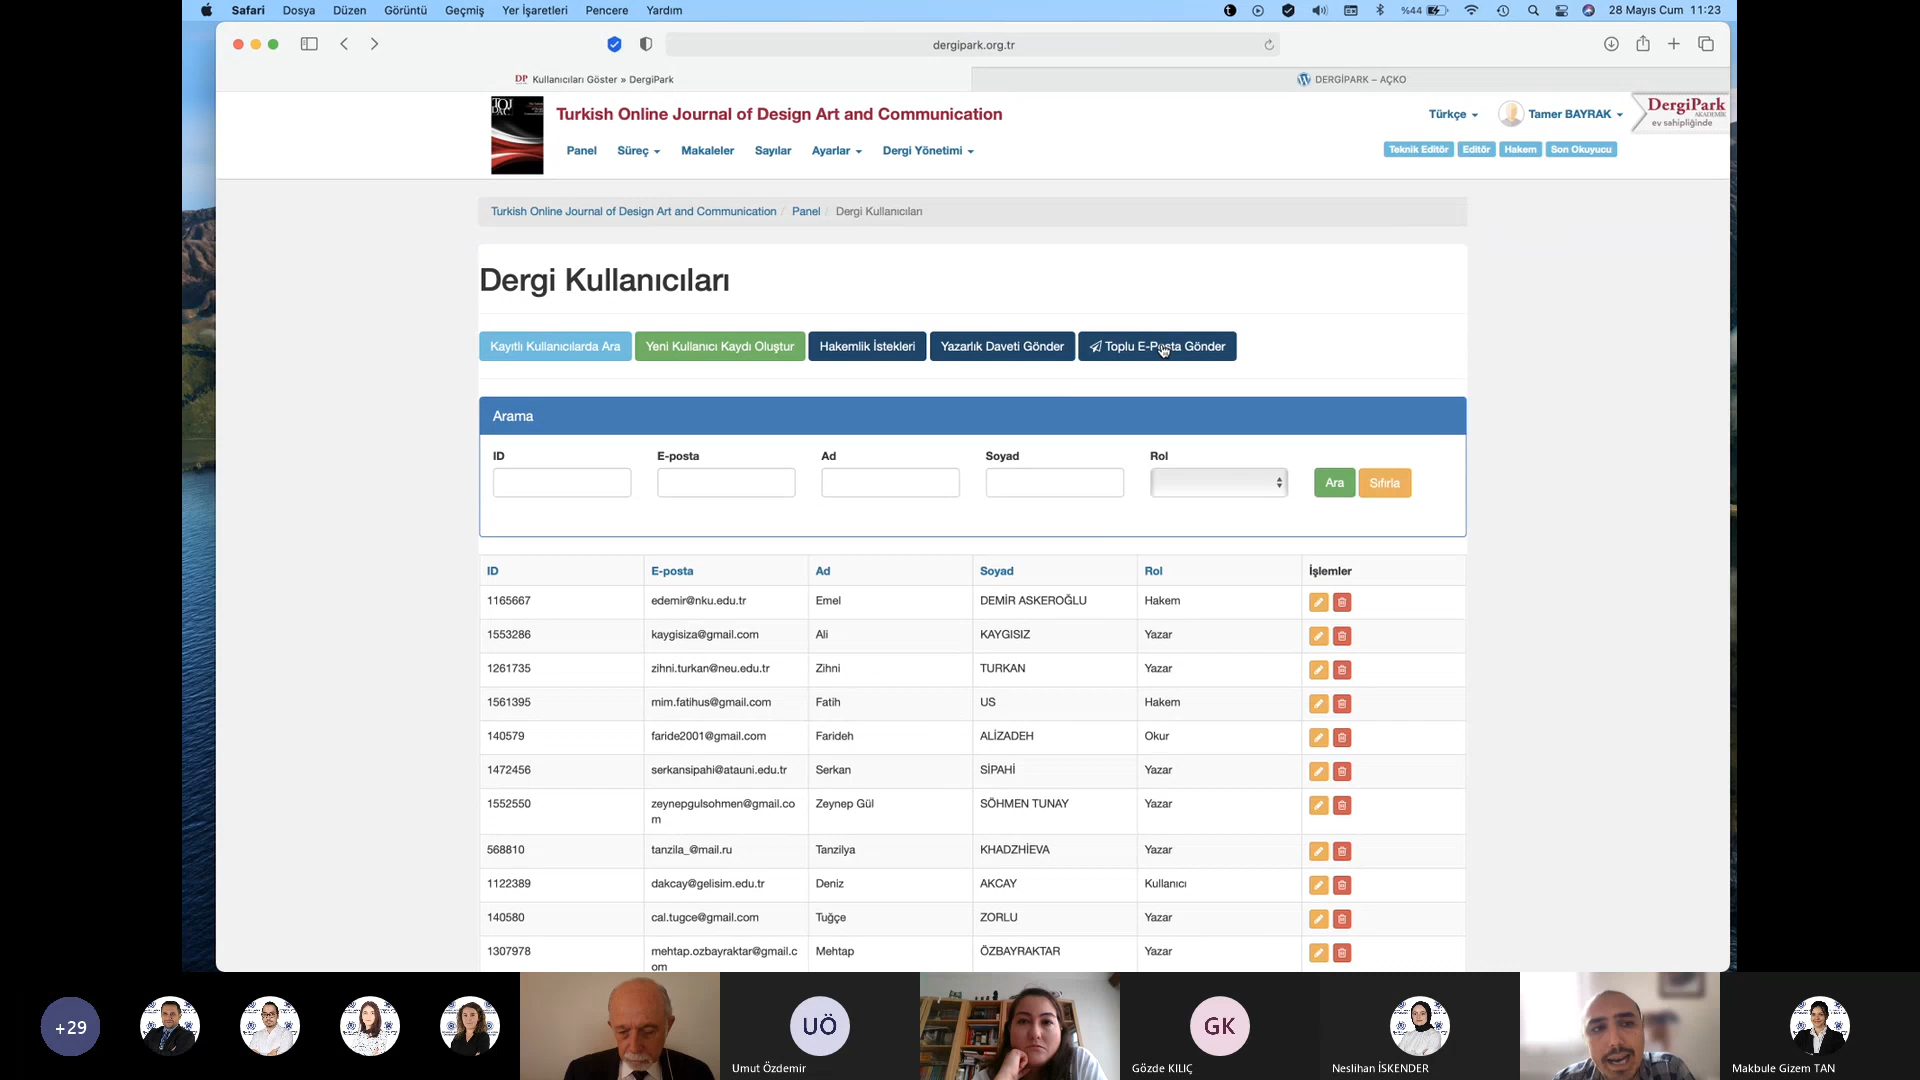 Safari Dosya Düzen Görüntü Geçmiş Yer İşaretleri Pencere Yardım %44 28 Mayıs Cum 11:23
dergipark.org.tr
DP Kullanıcıları Göster » DergiPark
DERGİPARK – AÇKO
TOJ
DAC
Turkish Online Journal of Design Art and Communication
Türkçe
Tamer BAYRAK
DergiPark
AKADEMİK
ev sahipliğinde
Panel Süreç Makaleler Sayılar Ayarlar Dergi Yönetimi
Teknik Editör Editör Hakem Son Okuyucu
Turkish Online Journal of Design Art and Communication / Panel / Dergi Kullanıcıları
Dergi Kullanıcıları
Kayıtlı Kullanıcılarda Ara Yeni Kullanıcı Kaydı Oluştur Hakemlik İstekleri Yazarlık Daveti Gönder Toplu E-Posta Gönder
Arama
ID E-posta Ad Soyad Rol
Ara Sıfırla
ID E-posta Ad Soyad Rol İşlemler
1165667 edemir@nku.edu.tr Emel DEMİR ASKEROĞLU Hakem
1553286 kaygisiza@gmail.com Ali KAYGISIZ Yazar
1261735 zihni.turkan@neu.edu.tr Zihni TURKAN Yazar
1561395 mim.fatihus@gmail.com Fatih US Hakem
140579 faride2001@gmail.com Farideh ALİZADEH Okur
1472456 serkansipahi@atauni.edu.tr Serkan SİPAHİ Yazar
1552550 zeynepgulsohmen@gmail.co Zeynep Gül SÖHMEN TUNAY Yazar
m
568810 tanzila_@mail.ru Tanzilya KHADZHİEVA Yazar
1122389 dakcay@gelisim.edu.tr Deniz AKCAY Kullanıcı
140580 cal.tugce@gmail.com Tuğçe ZORLU Yazar
1307978 mehtap.ozbayraktar@gmail.c Mehtap ÖZBAYRAKTAR Yazar
om
+29
UÖ
GK
Umut Özdemir
Gözde KILIÇ
Neslihan İSKENDER
Makbule Gizem TAN